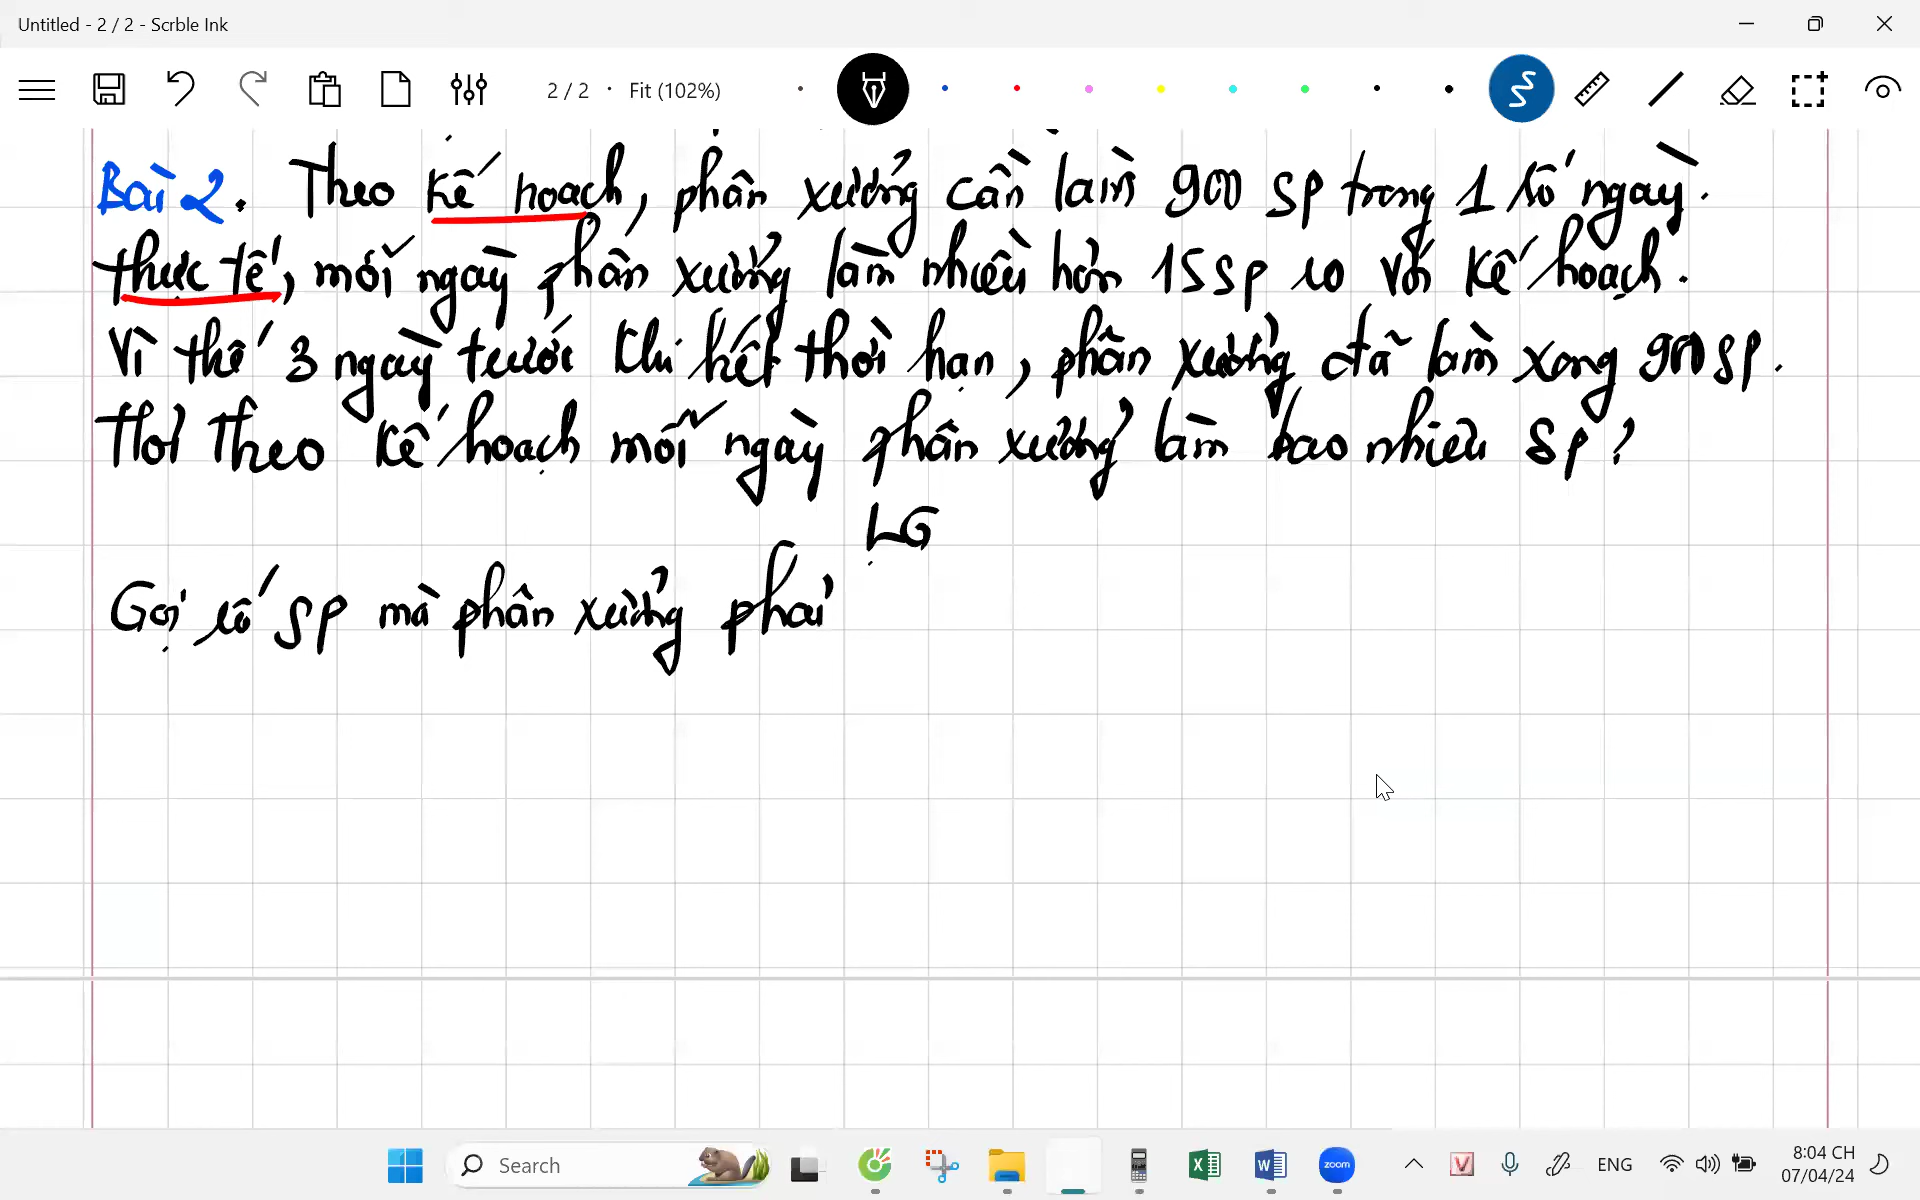 Untitled - 2 / 2 - Scrble Ink
2 / 2 · Fit (102%)
Bài 2. Theo kế hoạch, phân xưởng cần làm 900 SP trong 1 số ngày.
thực tế, mỗi ngày phân xưởng làm nhiều hơn 15 SP so với kế hoạch.
Vì thế 3 ngày trước khi hết thời hạn, phân xưởng đã làm xong 900 SP.
Hỏi theo kế hoạch mỗi ngày phân xưởng làm bao nhiêu SP?
LG
Gọi số SP mà phân xưởng phải
Search
zoom
ENG
8:04 CH
07/04/24